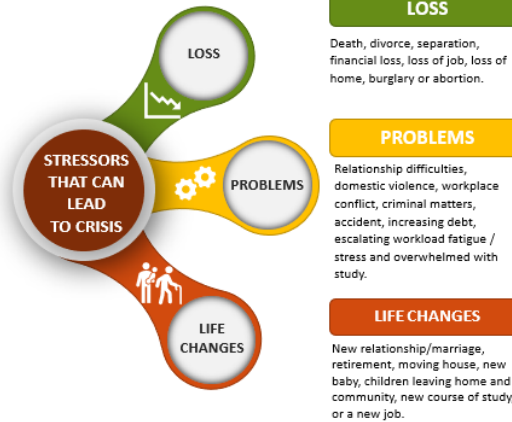 LOSS
Death, divorce, separation,
financial loss, loss of job, loss of
home, burglary or abortion.
LOSS
PROBLEMS
Relationship difficulties,
domestic violence, workplace
conflict, criminal matters,
accident, increasing debt,
escalating workload fatigue /
stress and overwhelmed with
study.
STRESSORS
THAT CAN
LEAD
TO CRISIS
PROBLEMS
LIFE CHANGES
New relationship/marriage,
retirement, moving house, new
baby, children leaving home and
community, new course of study,
or a new job.
LIFE
CHANGES